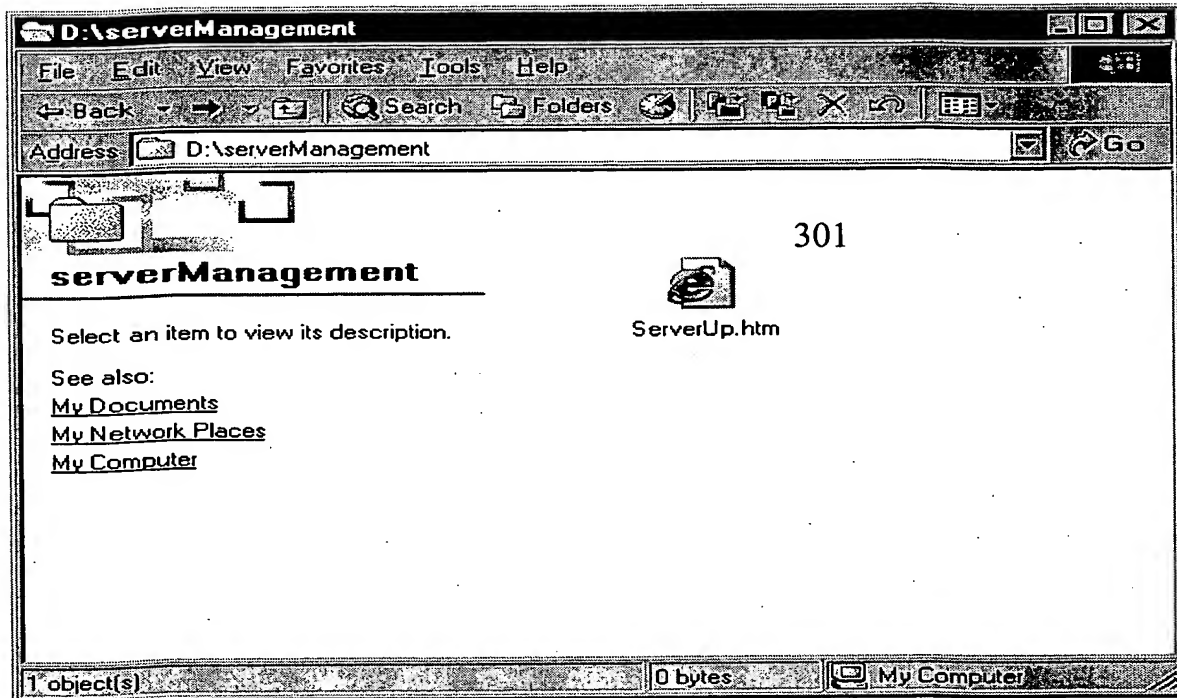 D:\serverManagement
File Edit View Favorites Tools Help
Back Search Folders
Address D:\serverManagement Go
serverManagement
301
ServerUp.htm
Select an item to view its description.
See also:
My Documents
My Network Places
My Computer
1 object(s) 0 bytes My Computer